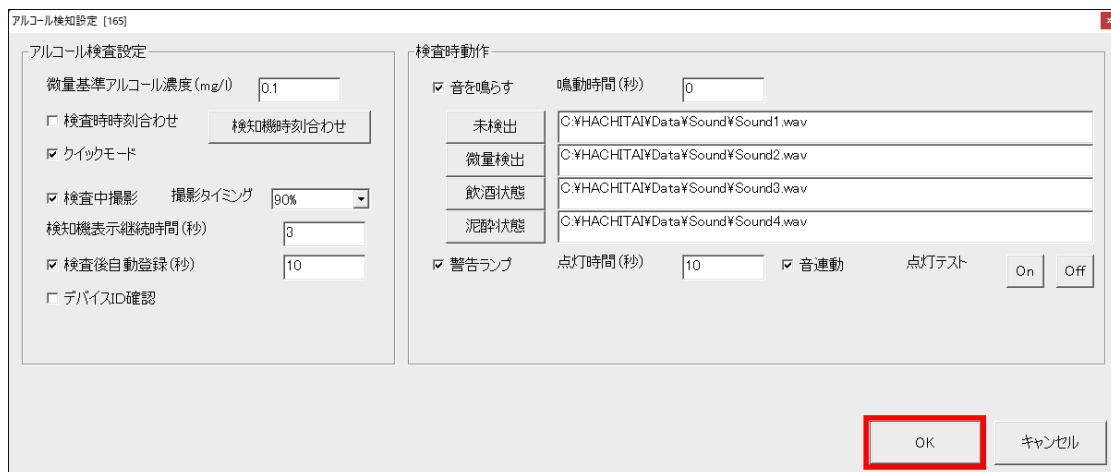 アルコール検知設定 [165]
アルコール検査設定
微量基準アルコール濃度(mg/l) 0.1
検査時時刻合わせ 検知機時刻合わせ
クイックモード
検査中撮影 撮影タイミング 90%
検知機表示継続時間(秒) 3
検査後自動登録(秒) 10
デバイスID確認
検査時動作
音を鳴らす 鳴動時間(秒) 0
未検出 C:¥HACHITAI¥Data¥Sound¥Sound1.wav
微量検出 C:¥HACHITAI¥Data¥Sound¥Sound2.wav
飲酒状態 C:¥HACHITAI¥Data¥Sound¥Sound3.wav
泥酔状態 C:¥HACHITAI¥Data¥Sound¥Sound4.wav
警告ランプ 点灯時間(秒) 10 音連動 点灯テスト On Off
OK キャンセル